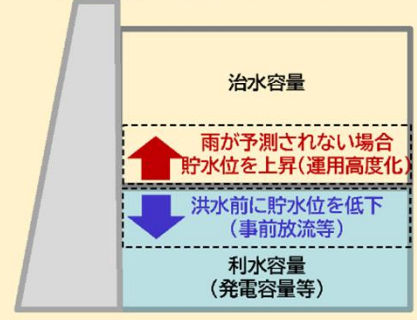 治水容量
雨が予測されない場合
貯水位を上昇(運用高度化)
洪水前に貯水位を低下
(事前放流等)
利水容量
(発電容量等)